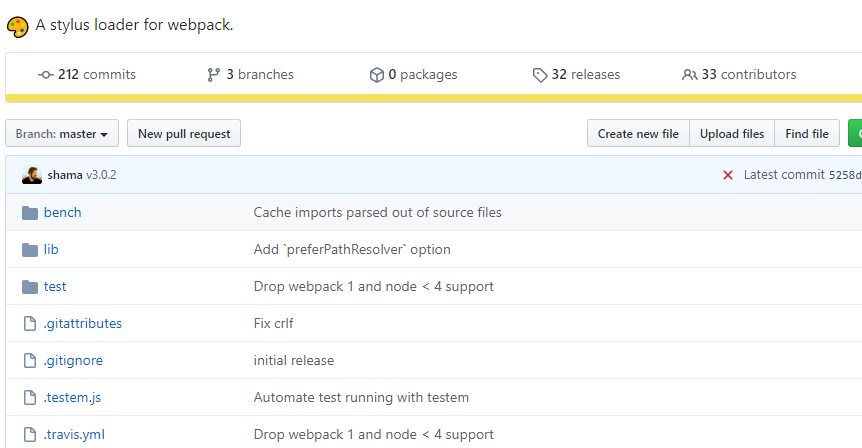 A stylus loader for webpack.
212 commits 3 branches 0 packages 32 releases 33 contributors
Branch: master New pull request Create new file Upload files Find file
shama v3.0.2 Latest commit 5258d
bench Cache imports parsed out of source files
lib Add `preferPathResolver` option
test Drop webpack 1 and node < 4 support
.gitattributes Fix crlf
.gitignore initial release
.testem.js Automate test running with testem
.travis.yml Drop webpack 1 and node < 4 support